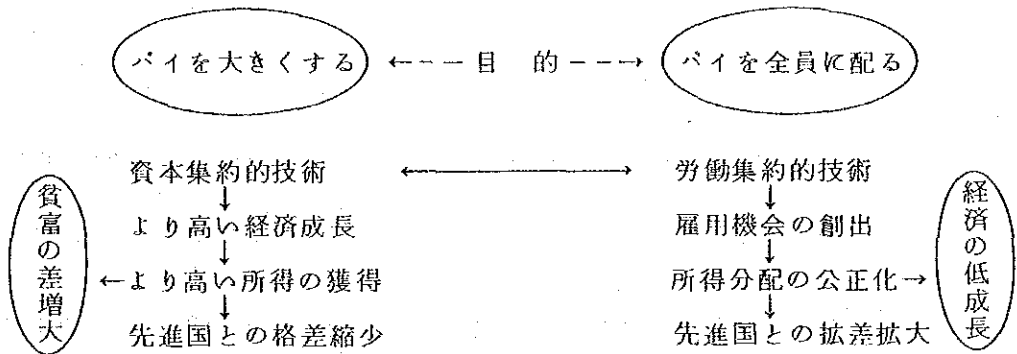 パイを大きくする ←--- 目 的 ---→ パイを全員に配る
資本集約的技術 ←→ 労働集約的技術
↓ ↓
より高い経済成長 雇用機会の創出
↓ ↓
貧富の差増大 ←より高い所得の獲得 所得分配の公正化→ 経済の低成長
↓ ↓
先進国との格差縮少 先進国との拡差拡大